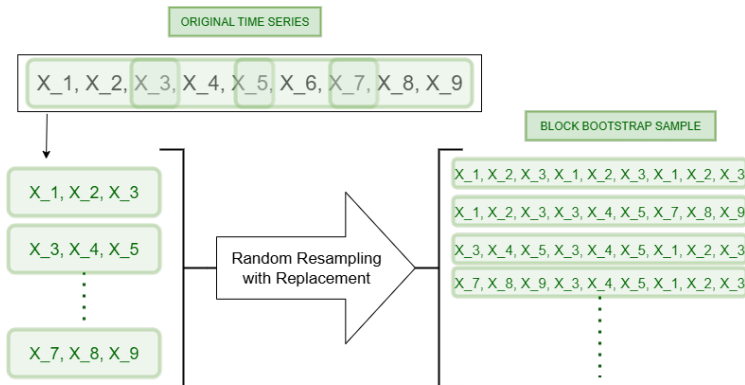 ORIGINAL TIME SERIES
X_1, X_2, X_3, X_4, X_5, X_6, X_7, X_8, X_9
BLOCK BOOTSTRAP SAMPLE
X_1, X_2, X_3
X_3, X_4, X_5
X_7, X_8, X_9
Random Resampling
with Replacement
X_1, X_2, X_3, X_1, X_2, X_3, X_1, X_2, X_3
X_1, X_2, X_3, X_3, X_4, X_5, X_7, X_8, X_9
X_3, X_4, X_5, X_3, X_4, X_5, X_1, X_2, X_3
X_7, X_8, X_9, X_3, X_4, X_5, X_1, X_2, X_3